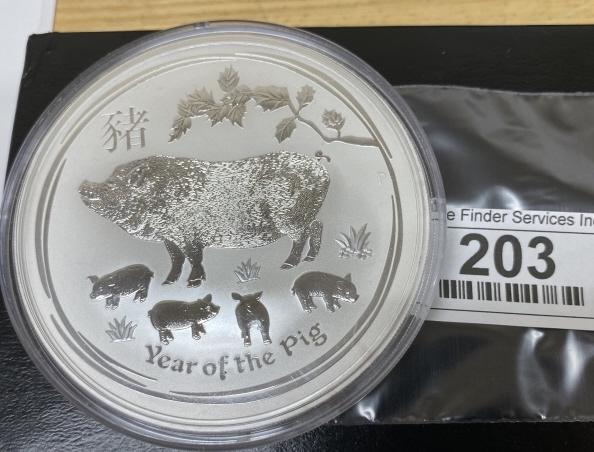 豬
P
Year of the Pig
e Finder Services Inc
203